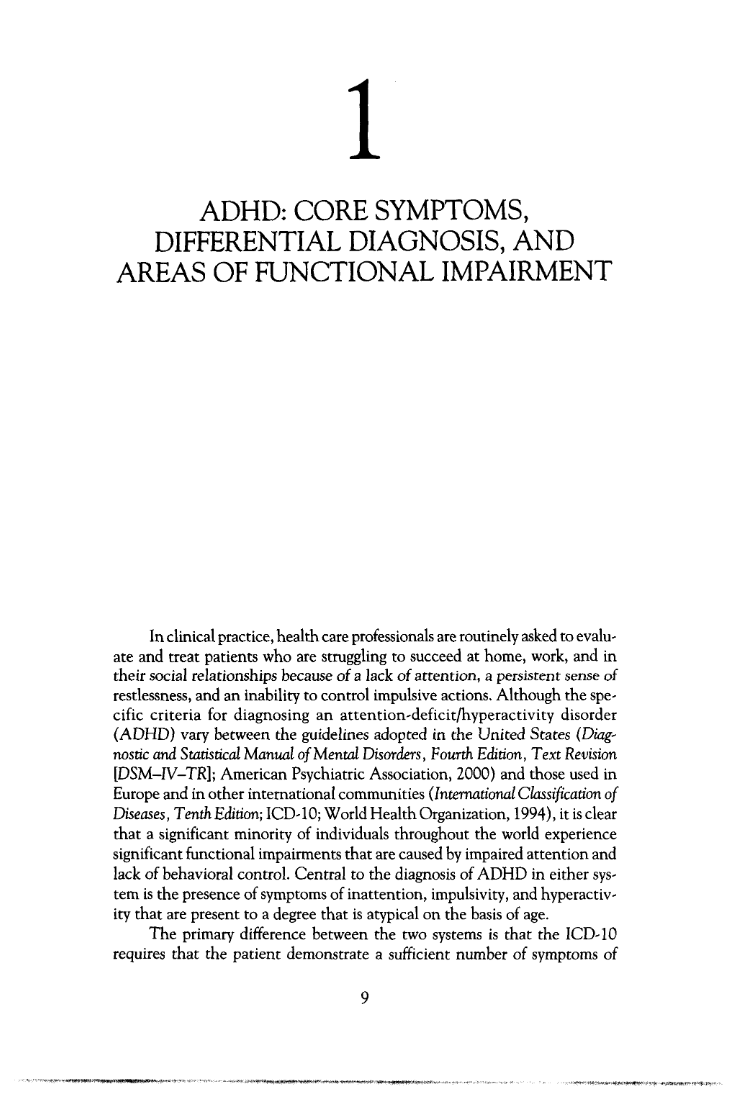 1
ADHD: CORE SYMPTOMS,
DIFFERENTIAL DIAGNOSIS, AND
AREAS OF FUNCTIONAL IMPAIRMENT
In clinical practice, health care professionals are routinely asked to evalu-
ate and treat patients who are struggling to succeed at home, work, and in
their social relationships because of a lack of attention, a persistent sense of
restlessness, and an inability to control impulsive actions. Although the spe-
cific criteria for diagnosing an attention-deficit/hyperactivity disorder
(ADHD) vary between the guidelines adopted in the United States (Diag-
nostic and Statistical Manual of Mental Disorders, Fourth Edition, Text Revision
[DSM–IV–TR]; American Psychiatric Association, 2000) and those used in
Europe and in other international communities (International Classification of
Diseases, Tenth Edition; ICD-10; World Health Organization, 1994), it is clear
that a significant minority of individuals throughout the world experience
significant functional impairments that are caused by impaired attention and
lack of behavioral control. Central to the diagnosis of ADHD in either sys-
tem is the presence of symptoms of inattention, impulsivity, and hyperactiv-
ity that are present to a degree that is atypical on the basis of age.
The primary difference between the two systems is that the ICD-10
requires that the patient demonstrate a sufficient number of symptoms of
9